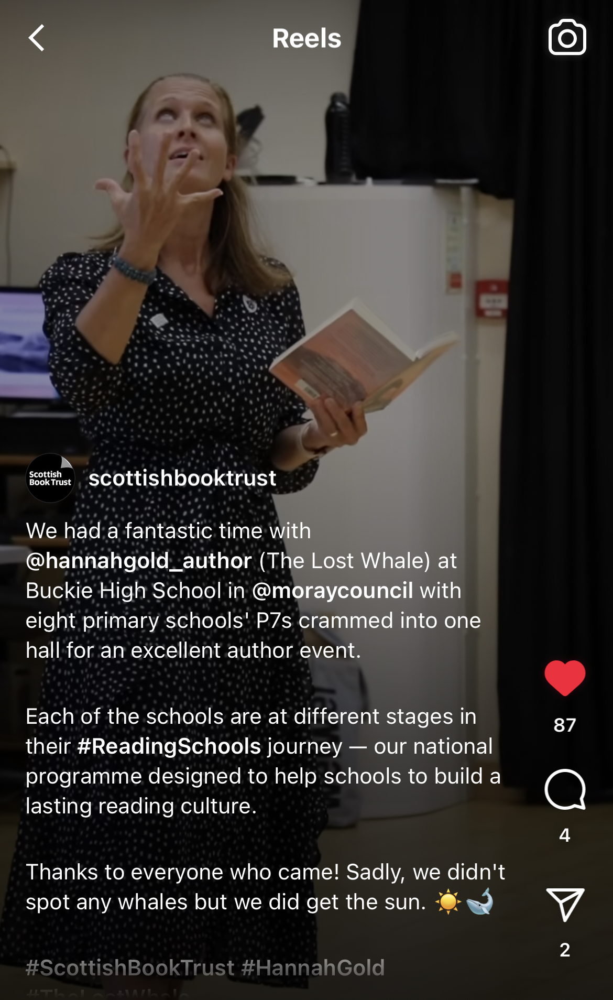 Reels
Scottish
Book Trust
scottishbooktrust
We had a fantastic time with
@hannahgold_author (The Lost Whale) at
Buckie High School in @moraycouncil with
eight primary schools' P7s crammed into one
hall for an excellent author event.
Each of the schools are at different stages in
their #ReadingSchools journey — our national
programme designed to help schools to build a
lasting reading culture.
Thanks to everyone who came! Sadly, we didn't
spot any whales but we did get the sun. ☀️🐋
#ScottishBookTrust #HannahGold
#TheLostWhale
87
4
2